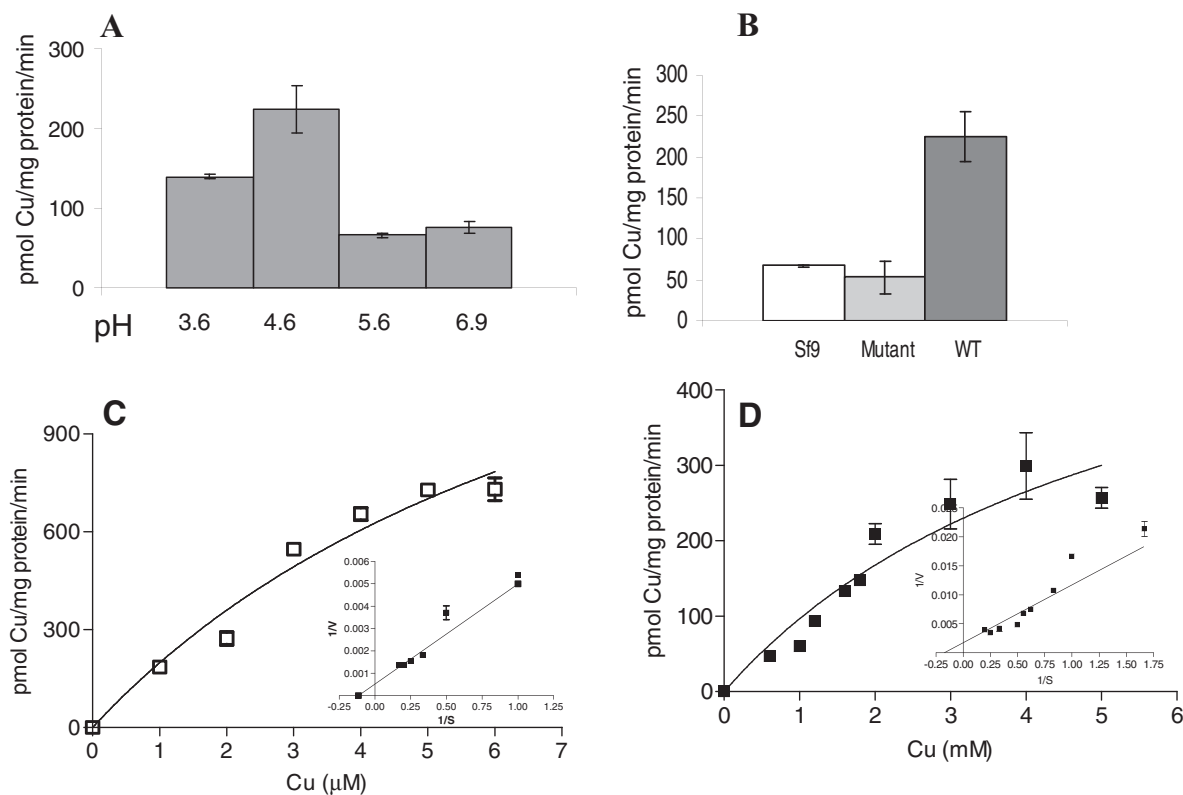 A
pmol Cu/mg protein/min
300
200
100
0
pH
3.6 4.6 5.6 6.9
B
pmol Cu/mg protein/min
300
250
200
150
100
50
0
Sf9 Mutant WT
C
pmol Cu/mg protein/min
900
600
300
0
0 1 2 3 4 5 6 7
Cu (μM)
1/V
0.006
0.005
0.004
0.003
0.002
0.001
-0.25 0.00 0.25 0.50 0.75 1.00 1.25
1/S
D
pmol Cu/mg protein/min
400
300
200
100
0
0 1 2 3 4 5 6
Cu (mM)
1/V
0.020
0.015
0.010
0.005
-0.25 0.00 0.25 0.50 0.75 1.00 1.25 1.50 1.75
1/S